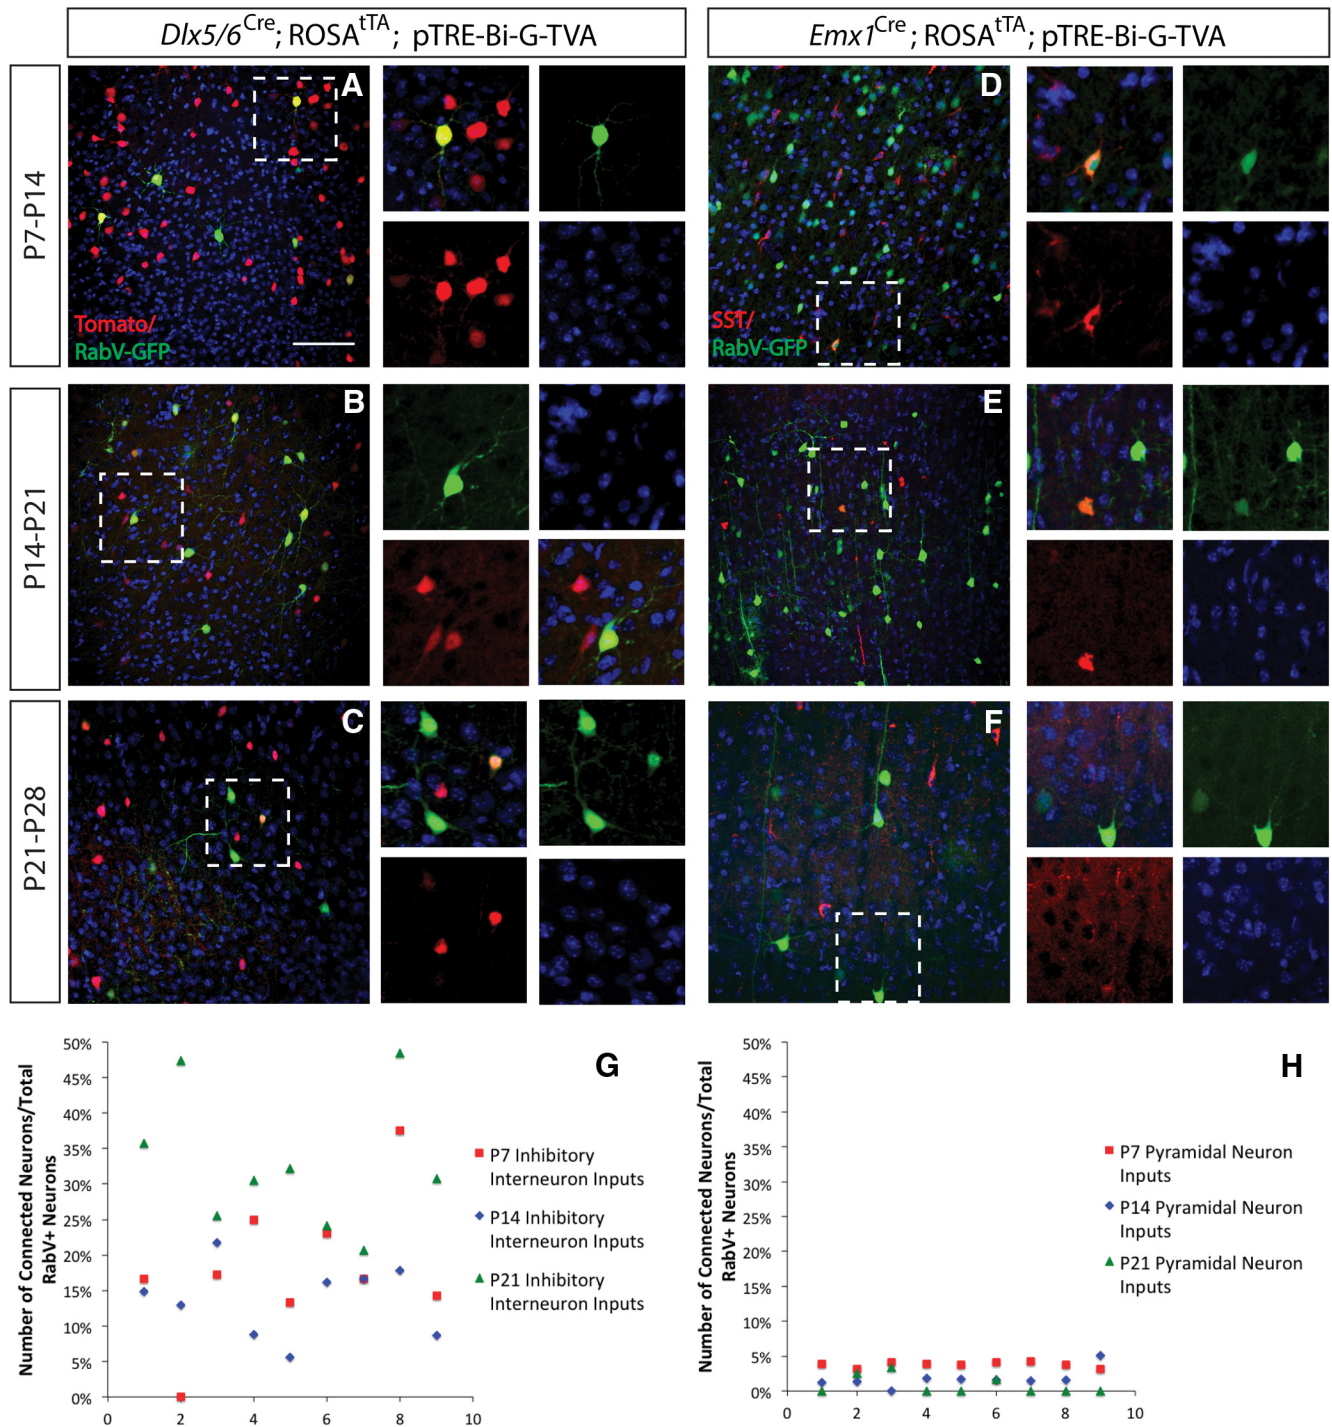 Dlx5/6Cre; ROSAtTA; pTRE-Bi-G-TVA
Emx1Cre; ROSAtTA; pTRE-Bi-G-TVA
P7-P14
A
Tomato/
RabV-GFP
D
SST/
RabV-GFP
P14-P21
B
E
P21-P28
C
F
G
Number of Connected Neurons/Total
RabV+ Neurons
50%
45%
40%
35%
30%
25%
20%
15%
10%
5%
0%
0 2 4 6 8 10
P7 Inhibitory
Interneuron Inputs
P14 Inhibitory
Interneuron Inputs
P21 Inhibitory
Interneuron Inputs
H
Number of Connected Neurons/Total
RabV+ Neurons
50%
45%
40%
35%
30%
25%
20%
15%
10%
5%
0%
0 2 4 6 8 10
P7 Pyramidal Neuron
Inputs
P14 Pyramidal Neuron
Inputs
P21 Pyramidal Neuron
Inputs